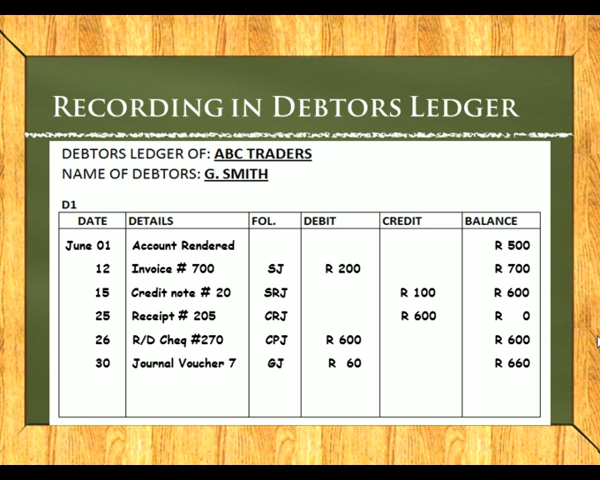 RECORDING IN DEBTORS LEDGER
DEBTORS LEDGER OF: ABC TRADERS
NAME OF DEBTORS: G. SMITH
D1
DATE DETAILS FOL. DEBIT CREDIT BALANCE
June 01 Account Rendered R 500
12 Invoice # 700 SJ R 200 R 700
15 Credit note # 20 SRJ R 100 R 600
25 Receipt # 205 CRJ R 600 R 0
26 R/D Cheq #270 CPJ R 600 R 600
30 Journal Voucher 7 GJ R 60 R 660